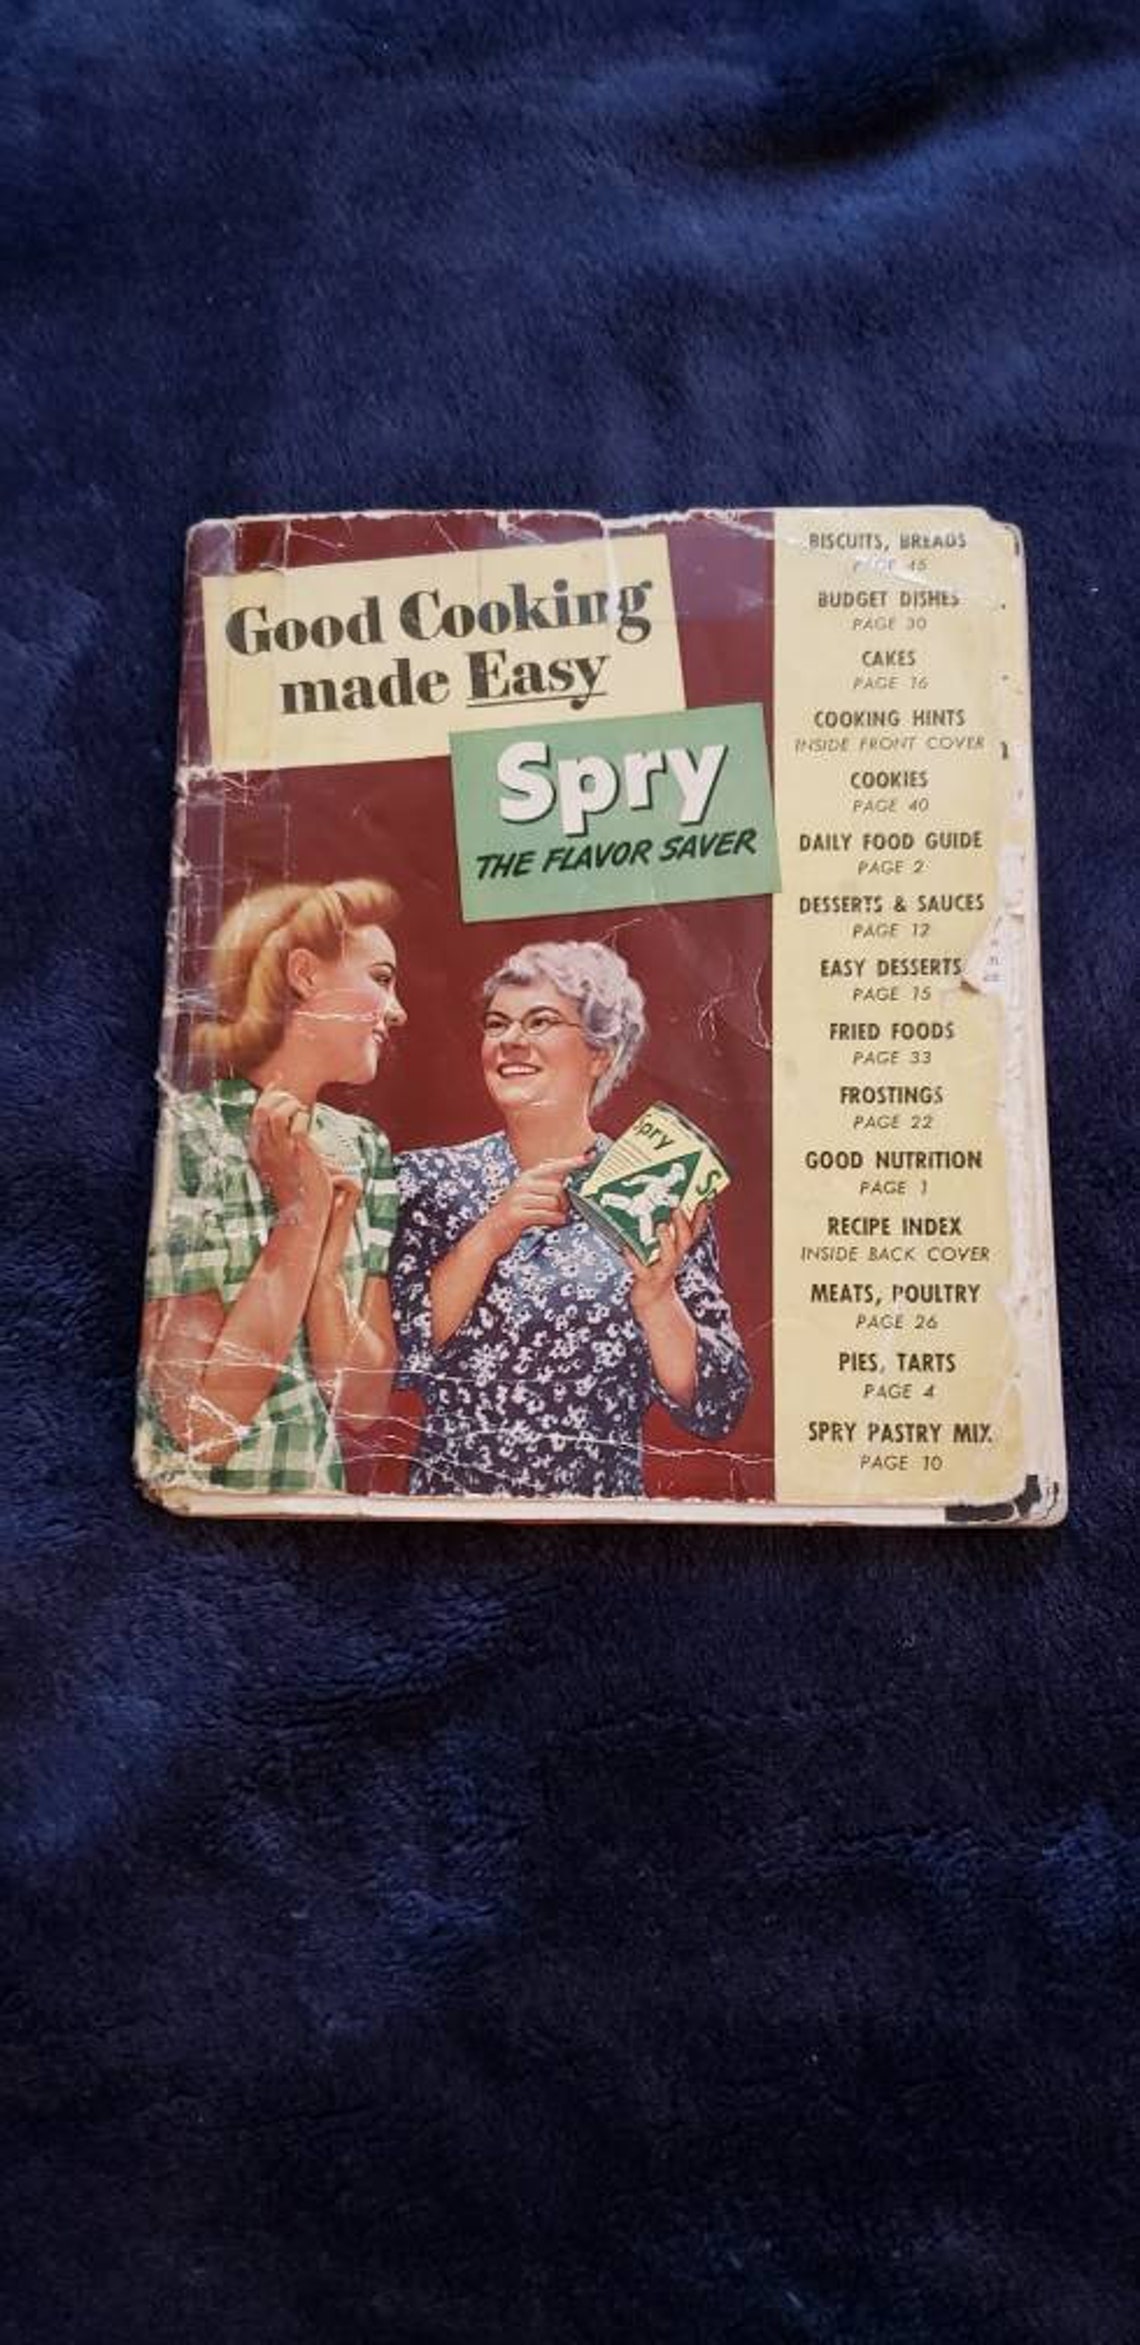 Good Cooking
made Easy
Spry
THE FLAVOR SAVER
BISCUITS, BREADS
PAGE 45
BUDGET DISHES
PAGE 30
CAKES
PAGE 16
COOKING HINTS
INSIDE FRONT COVER
COOKIES
PAGE 40
DAILY FOOD GUIDE
PAGE 2
DESSERTS & SAUCES
PAGE 12
EASY DESSERTS
PAGE 15
FRIED FOODS
PAGE 33
FROSTINGS
PAGE 22
GOOD NUTRITION
PAGE 1
RECIPE INDEX
INSIDE BACK COVER
MEATS, POULTRY
PAGE 26
PIES, TARTS
PAGE 4
SPRY PASTRY MIX
PAGE 10
Spry